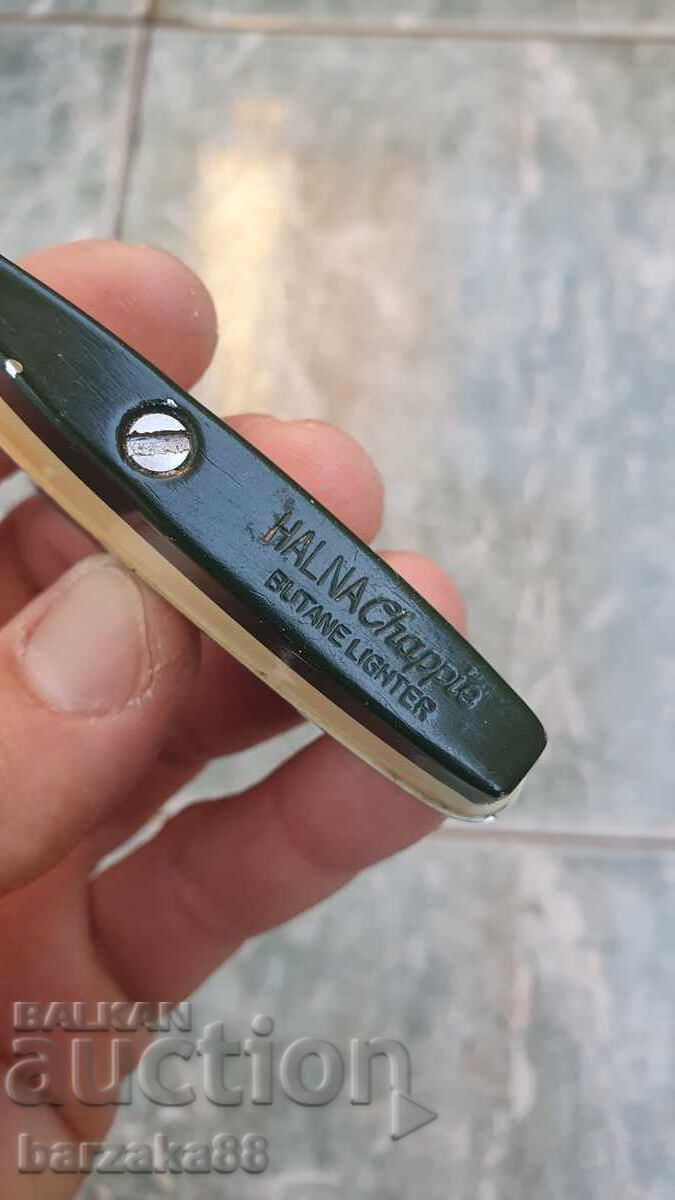 HALNA Chappie
BUTANE LIGHTER
BALKAN
auction
barzaka88